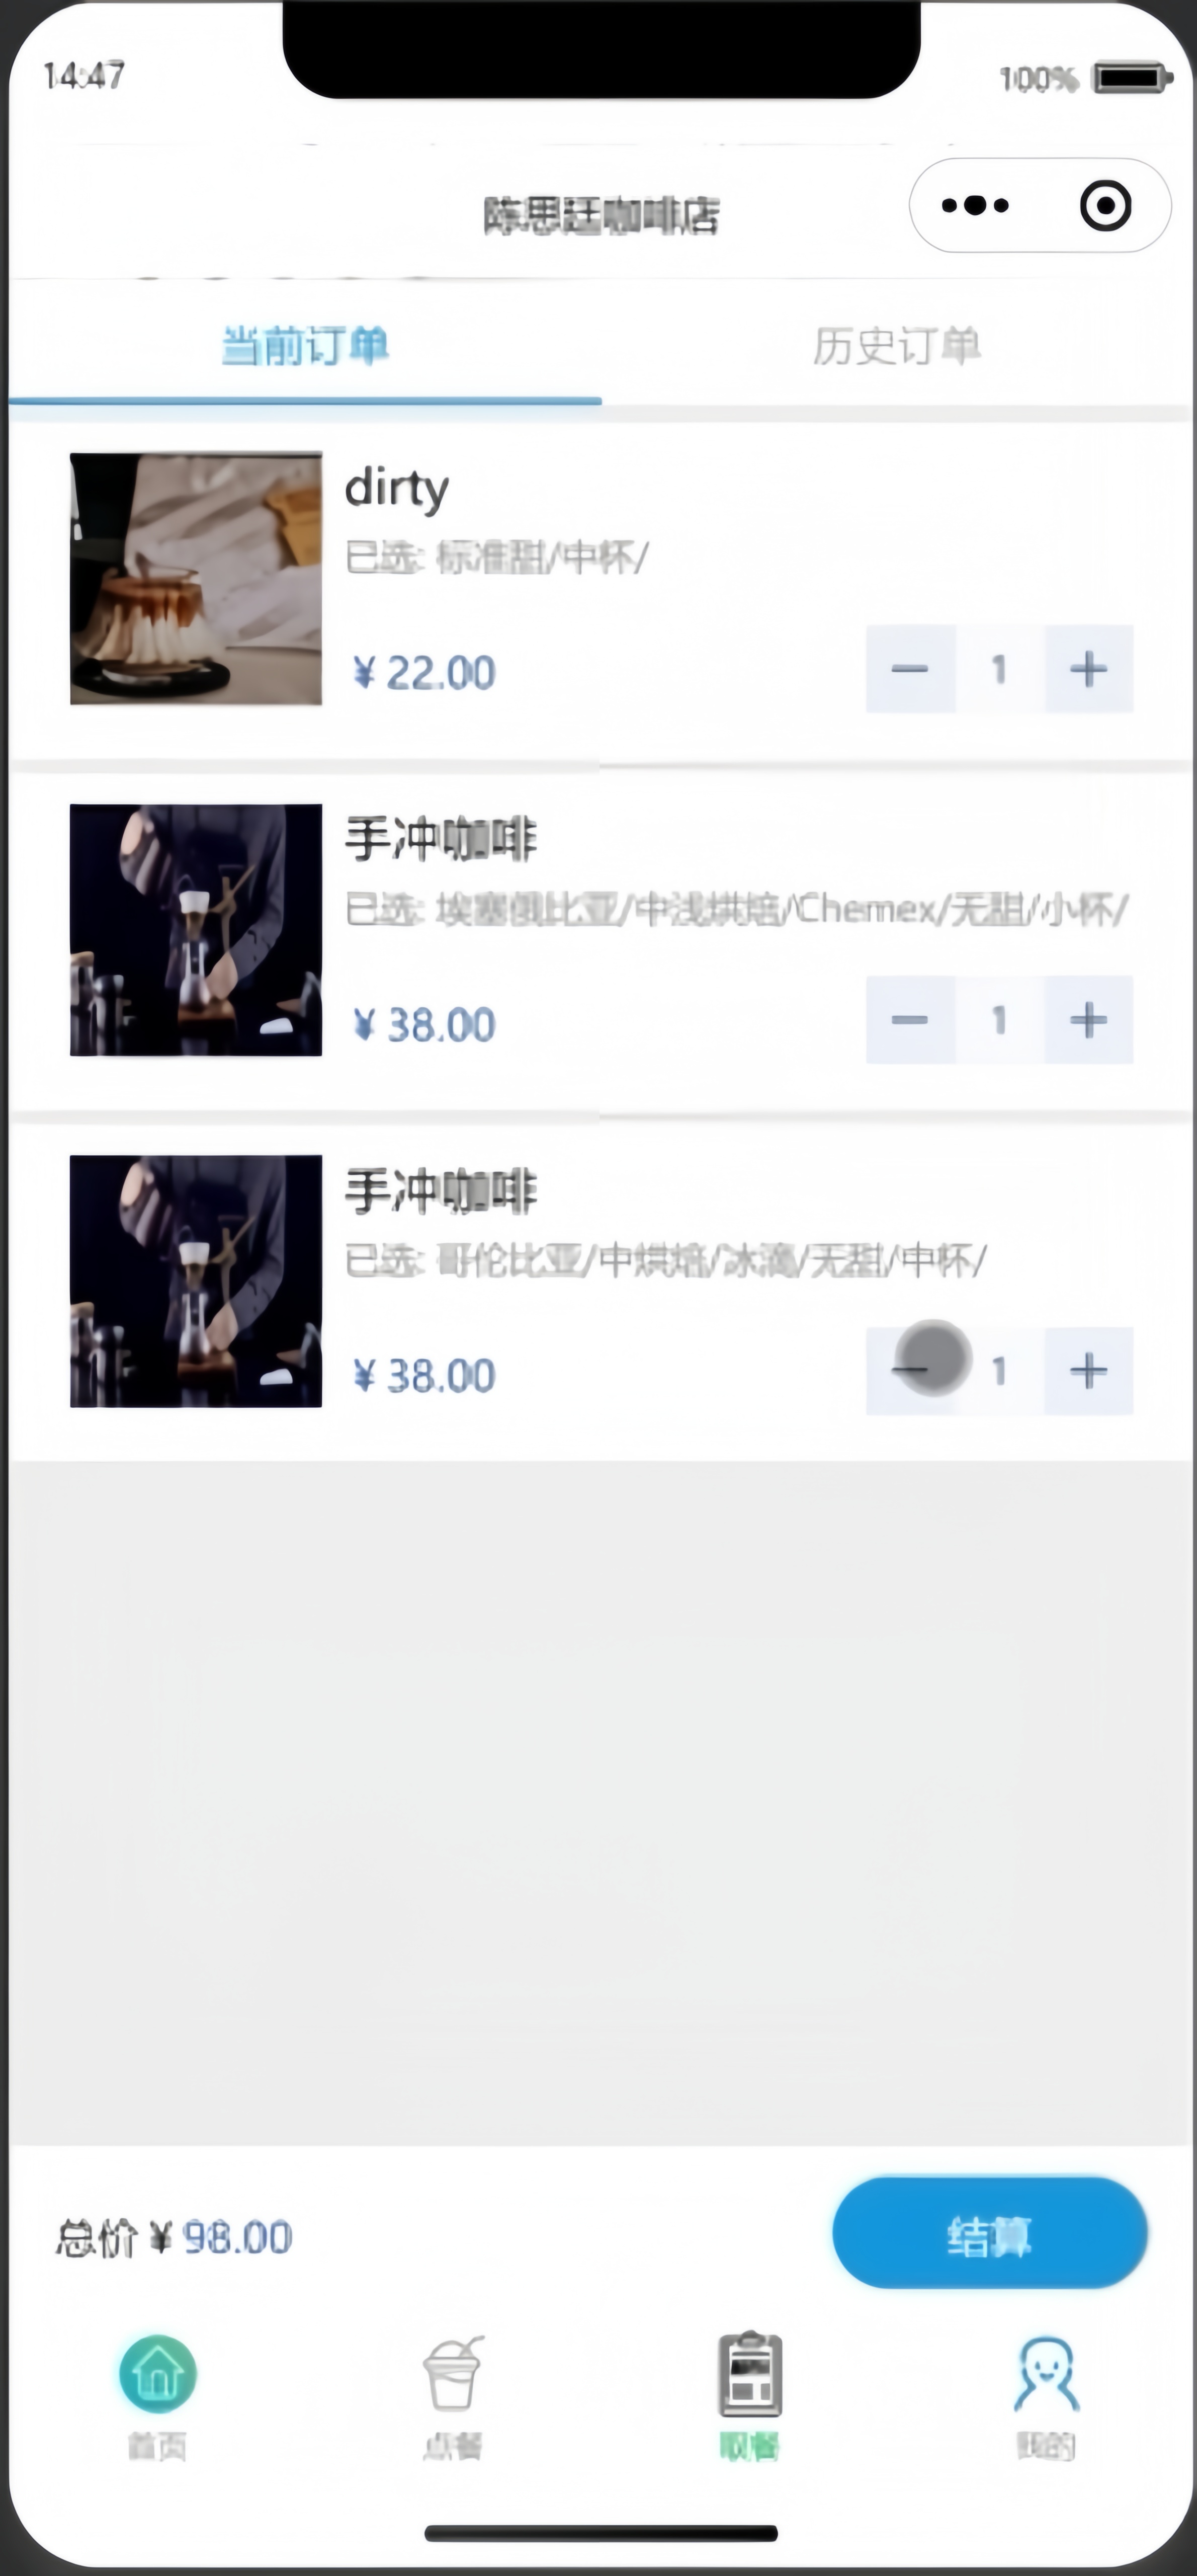 14:47
100%
陈思廷咖啡店
当前订单
历史订单
dirty
已选: 标准甜/中杯/
¥ 22.00
1
手冲咖啡
已选: 埃塞俄比亚/中浅烘焙/Chemex/无甜/小杯/
¥ 38.00
1
手冲咖啡
已选: 哥伦比亚/中烘焙/冰滴/无甜/中杯/
¥ 38.00
1
总价 ¥ 98.00
结算
首页
点餐
取餐
我的